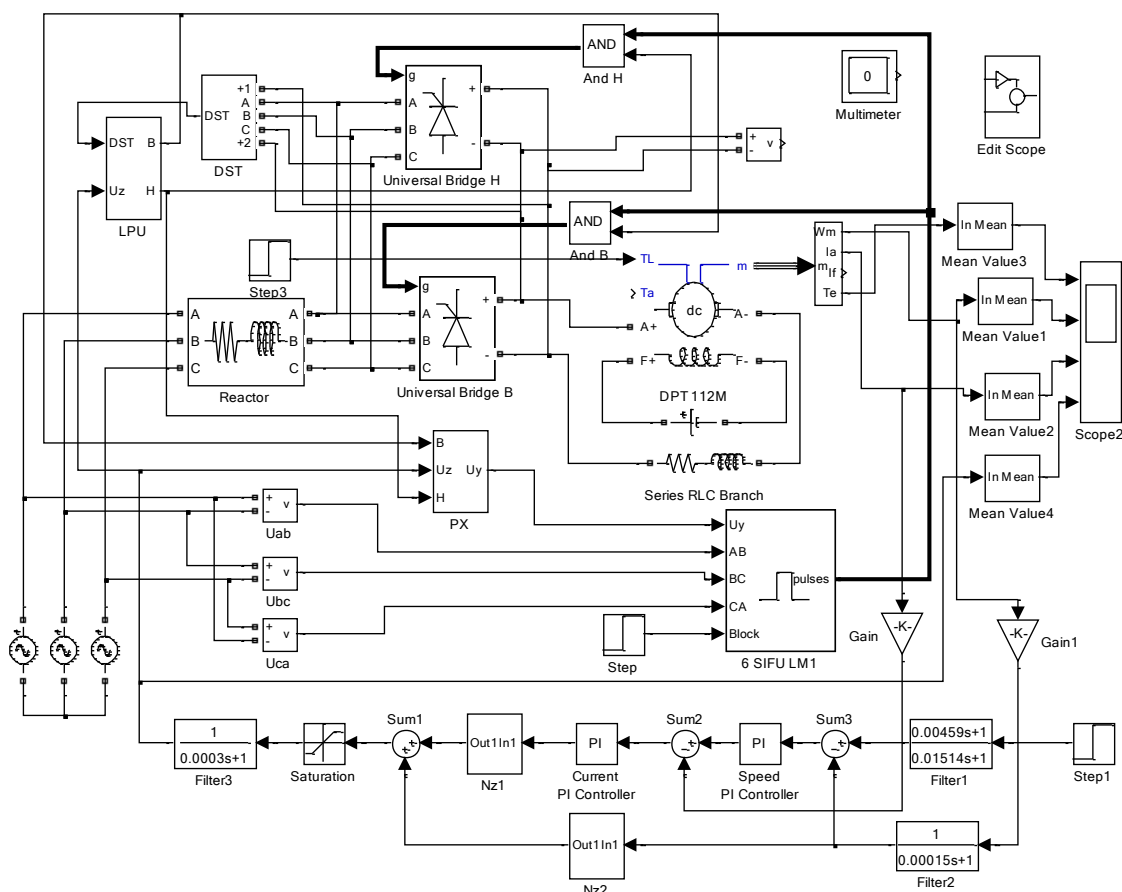 AND
And H
g
A
B
C
+
-
Universal Bridge H
0
Multimeter
Edit Scope
+
-
v
DST
+1
A
B
C
+2
DST
DST
Uz
B
H
LPU
AND
And B
Step3
TL
Ta
m
dc
A+
A-
F+
F-
DPT 112M
Series RLC Branch
m
Wm
Ia
If
Te
In Mean
Mean Value3
In Mean
Mean Value1
In Mean
Mean Value2
In Mean
Mean Value4
Scope2
A
B
C
A
B
C
Reactor
g
A
B
C
+
-
Universal Bridge B
B
Uz
H
Uy
PX
+
-
v
Uab
+
-
v
Ubc
+
-
v
Uca
Uy
AB
BC
CA
Block
pulses
6 SIFU LM1
Step
-K-
Gain
-K-
Gain1
1
0.0003s+1
Filter3
Saturation
Sum1
Out1In1
Nz1
PI
Current
PI Controller
Sum2
PI
Speed
PI Controller
Sum3
0.00459s+1
0.01514s+1
Filter1
Step1
Out1In1
Nz2
1
0.00015s+1
Filter2